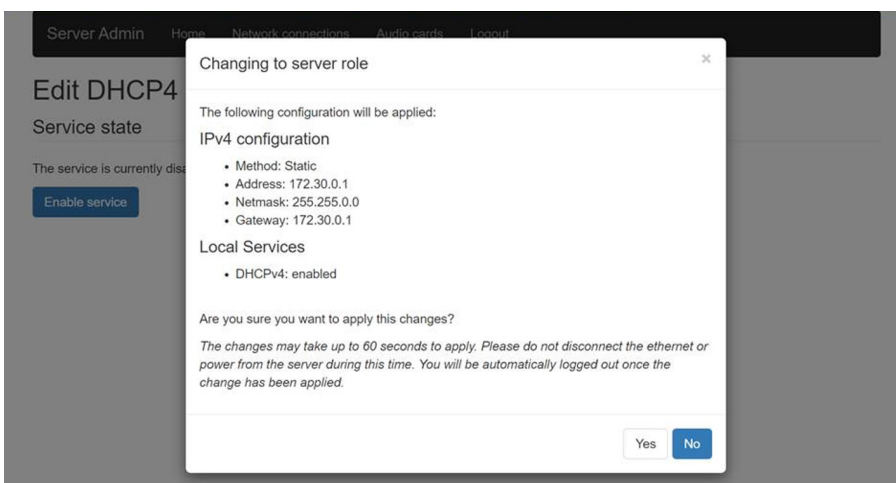 Server Admin Home Network connections Audio cards Logout
Changing to server role ×
Edit DHCP4
The following configuration will be applied:
Service state
IPv4 configuration
• Method: Static
The service is currently disa
• Address: 172.30.0.1
• Netmask: 255.255.0.0
Enable service
• Gateway: 172.30.0.1
Local Services
• DHCPv4: enabled
Are you sure you want to apply this changes?
The changes may take up to 60 seconds to apply. Please do not disconnect the ethernet or
power from the server during this time. You will be automatically logged out once the
change has been applied.
Yes No